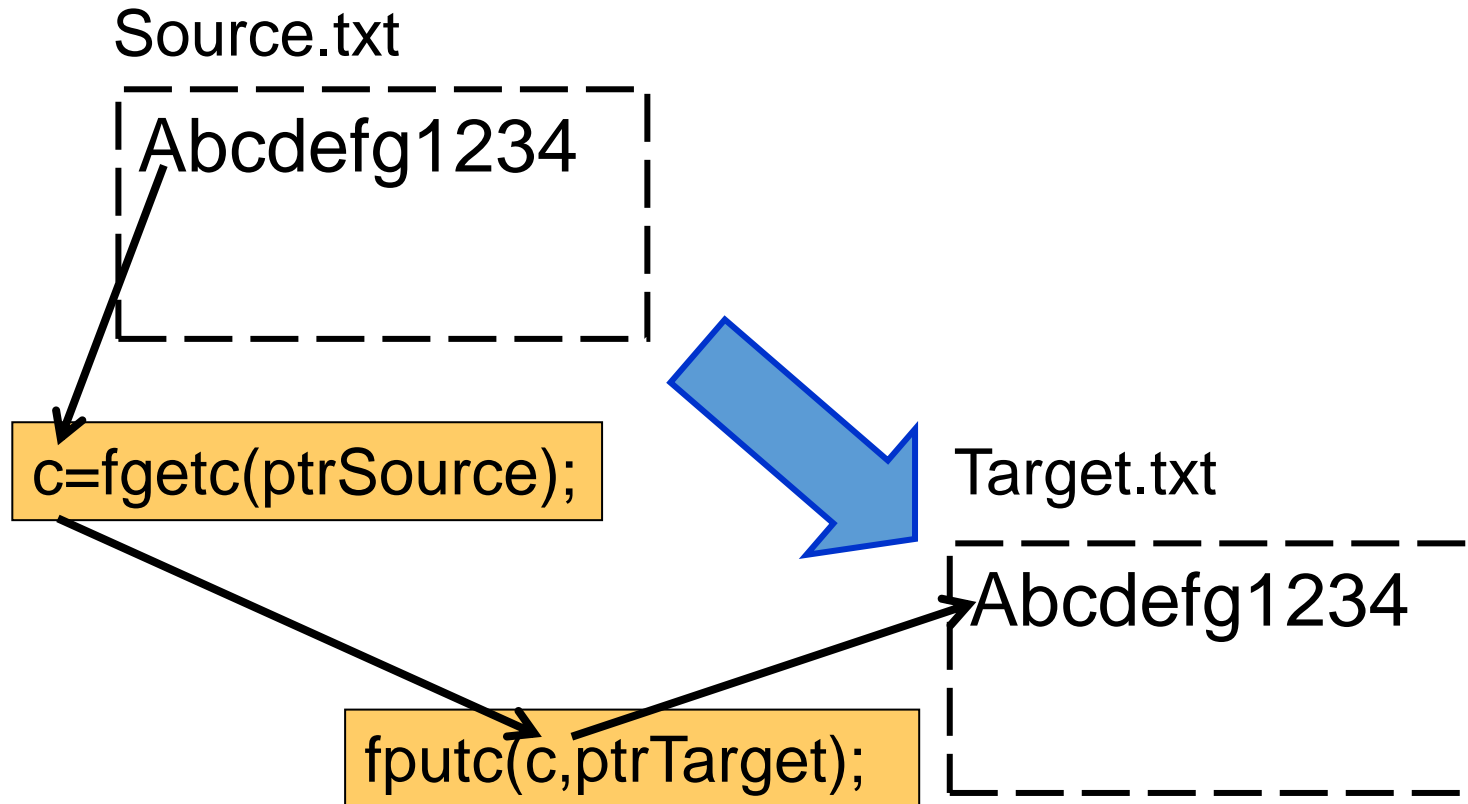 Source.txt
Abcdefg1234
c=fgetc(ptrSource);
Target.txt
Abcdefg1234
fputc(c,ptrTarget);